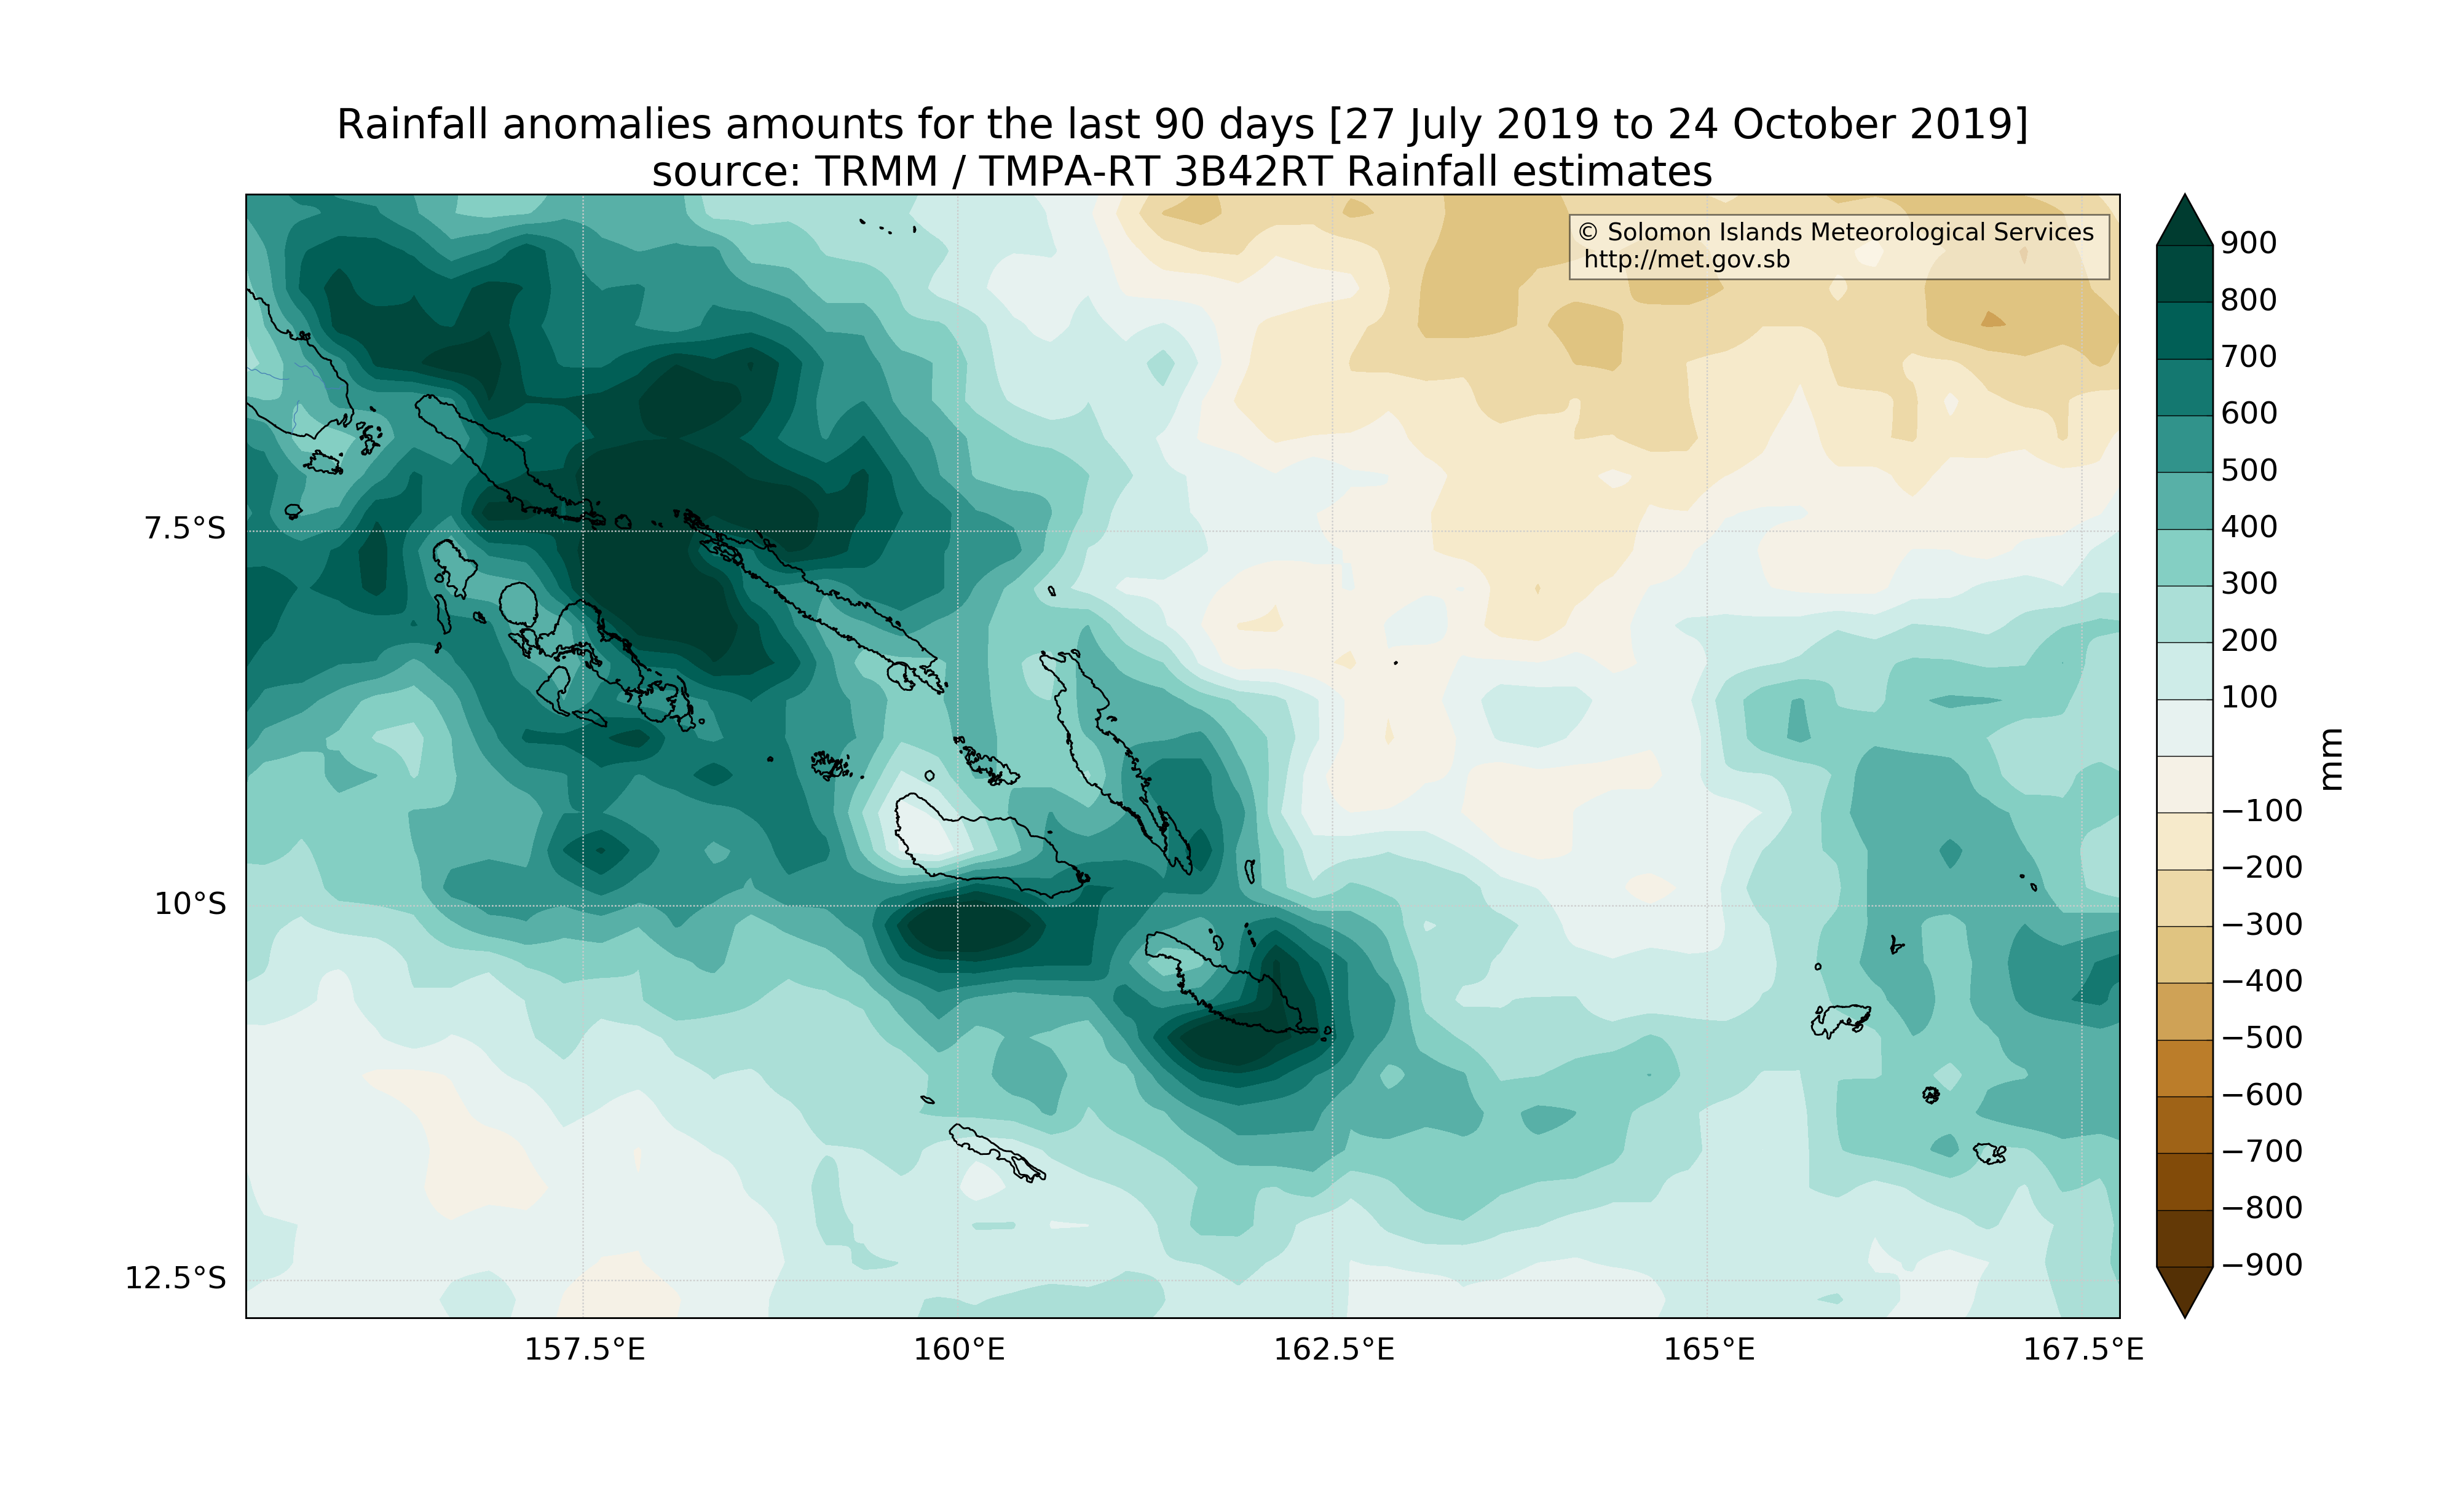 Rainfall anomalies amounts for the last 90 days [27 July 2019 to 24 October 2019]
source: TRMM / TMPA-RT 3B42RT Rainfall estimates
© Solomon Islands Meteorological Services
http://met.gov.sb
7.5°S
10°S
12.5°S
157.5°E
160°E
162.5°E
165°E
167.5°E
900
800
700
600
500
400
300
200
100
−100
−200
−300
−400
−500
−600
−700
−800
−900
mm